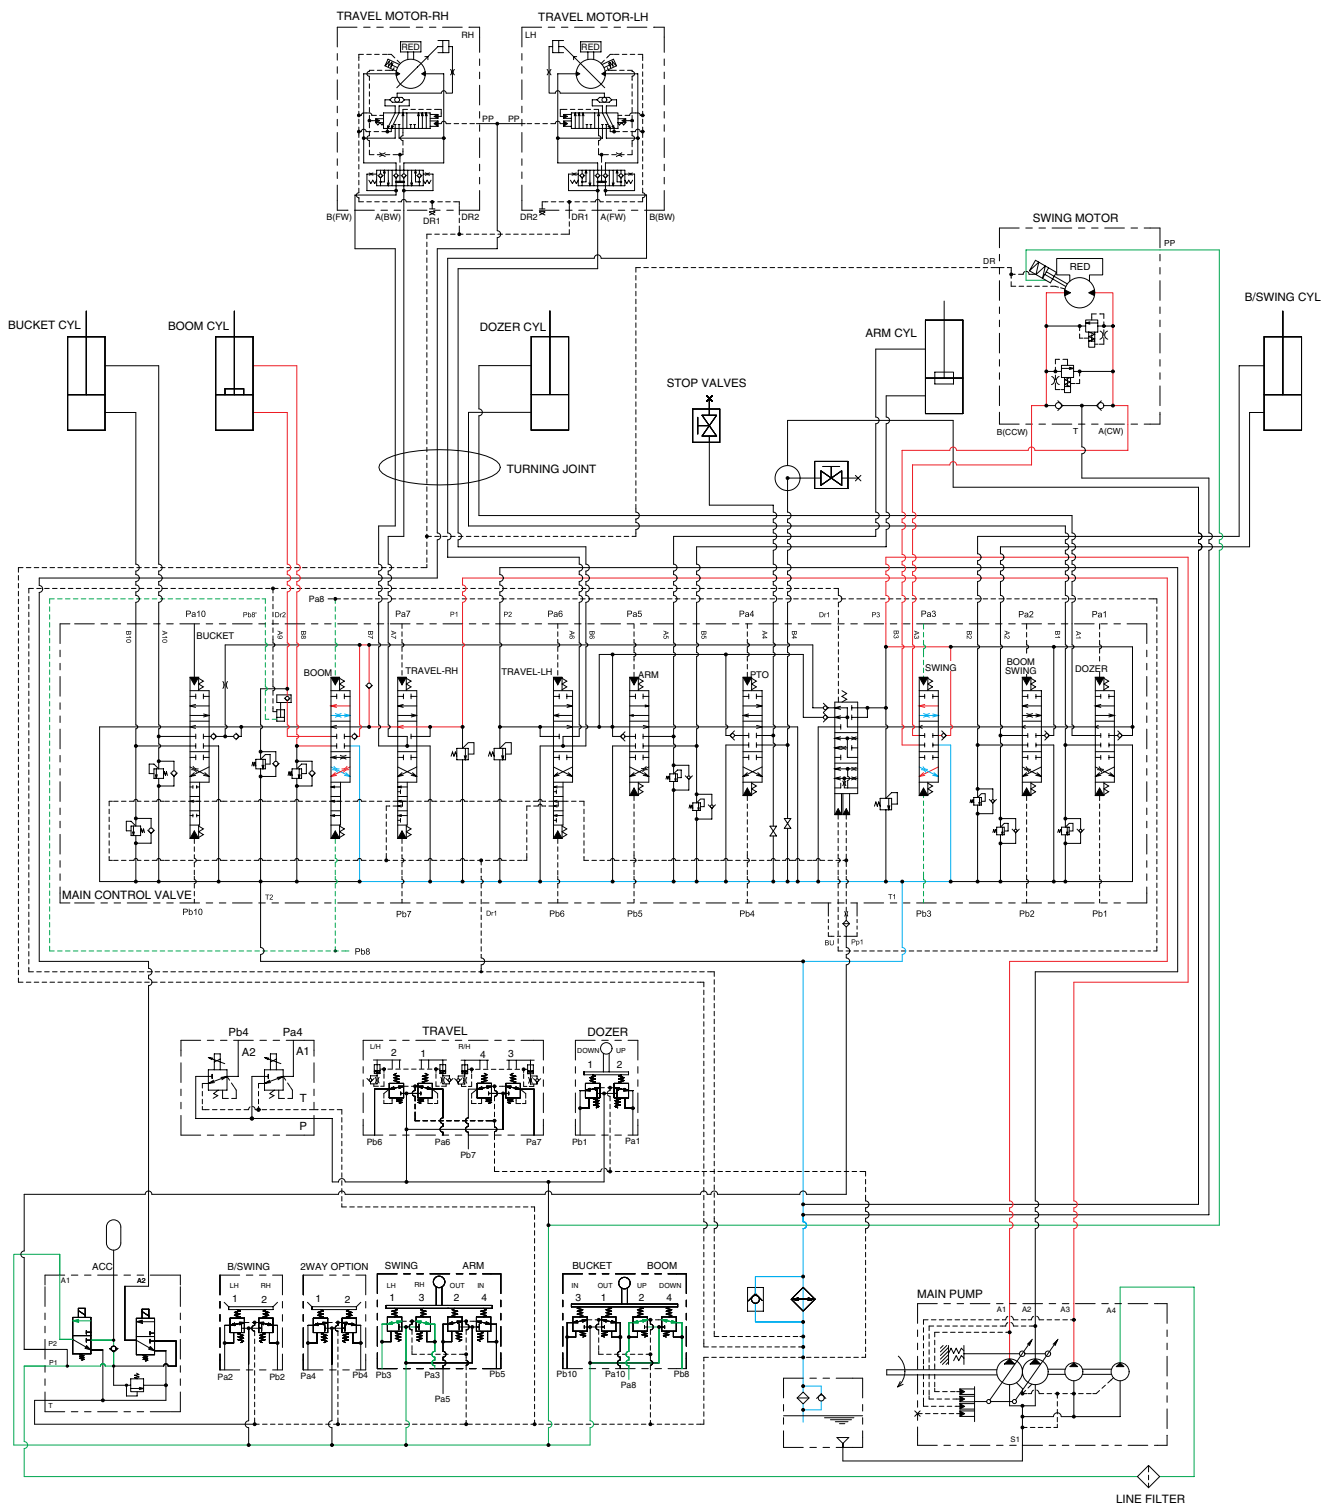 TRAVEL MOTOR-RH TRAVEL MOTOR-LH
RH LH
RED RED
PP PP
B(FW) A(BW) DR1 DR2 DR2 DR1 A(FW) B(BW)
SWING MOTOR
PP
DR
RED
B(CCW) T A(CW)
BUCKET CYL BOOM CYL DOZER CYL ARM CYL B/SWING CYL
STOP VALVES
TURNING JOINT
Pa8
Pa10 Pb8' Dr2 Pa7 P1 P2 Pa6 Pa5 Pa4 Dr1 P3 Pa3 Pa2 Pa1
B10 A10 A9 B8 B7 A7 A6 B6 A5 B5 A4 B4 B3 A3 B2 A2 B1 A1
BUCKET BOOM TRAVEL-RH TRAVEL-LH ARM PTO SWING BOOM SWING DOZER
MAIN CONTROL VALVE
T2 T1
Pb10 Pb7 Dr1 Pb6 Pb5 Pb4 Pb3 Pb2 Pb1
BU Pp1
Pb8
Pb4 Pa4
A2 A1
T
P
TRAVEL
L/H 2 1 R/H 4 3
Pb6 Pa6 Pb7 Pa7
DOZER
DOWN UP
1 2
Pb1 Pa1
ACC
A1 A2
P2
P1
T
B/SWING
LH RH
1 2
Pa2 Pb2
2WAY OPTION
1 2
Pa4 Pb4
SWING ARM
LH RH OUT IN
1 3 2 4
Pb3 Pa3 Pa5 Pb5
BUCKET BOOM
IN OUT UP DOWN
3 1 2 4
Pb10 Pa10 Pa8 Pb8
MAIN PUMP
A1 A2 A3 A4
S1
LINE FILTER